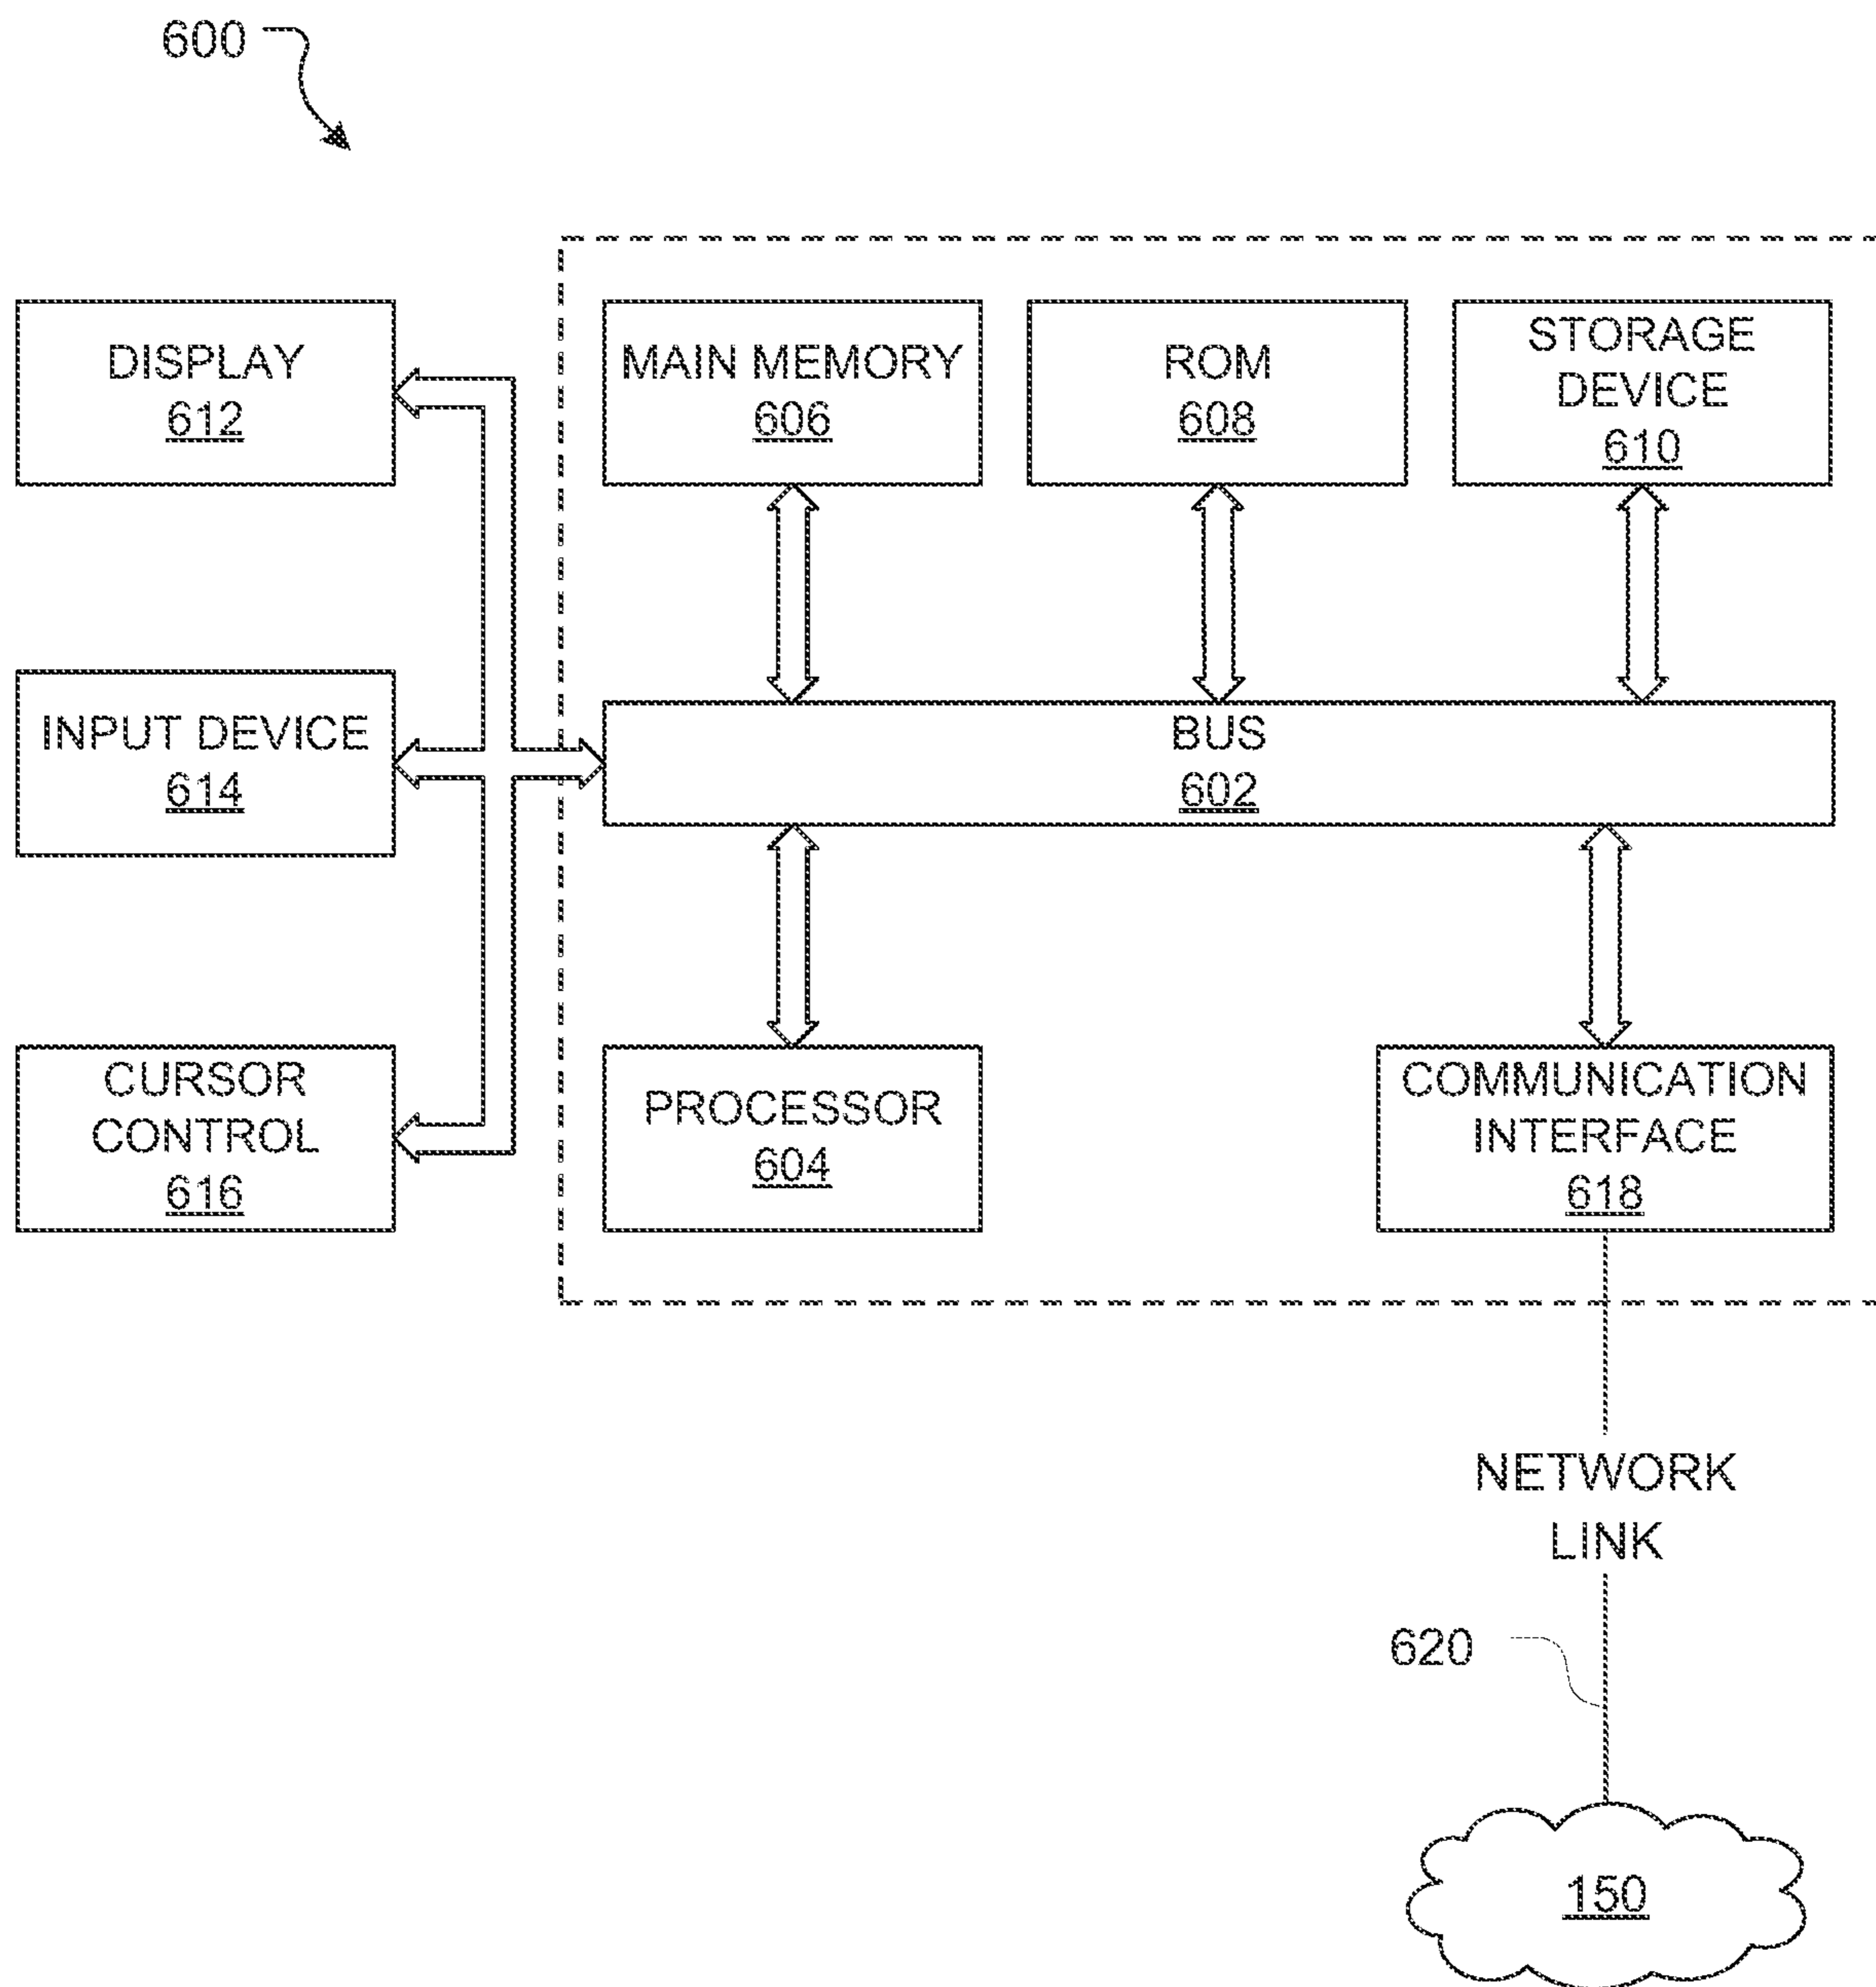 600
DISPLAY
612
MAIN MEMORY
606
ROM
608
STORAGE
DEVICE
610
INPUT DEVICE
614
BUS
602
CURSOR
CONTROL
616
PROCESSOR
604
COMMUNICATION
INTERFACE
618
NETWORK
LINK
620
150